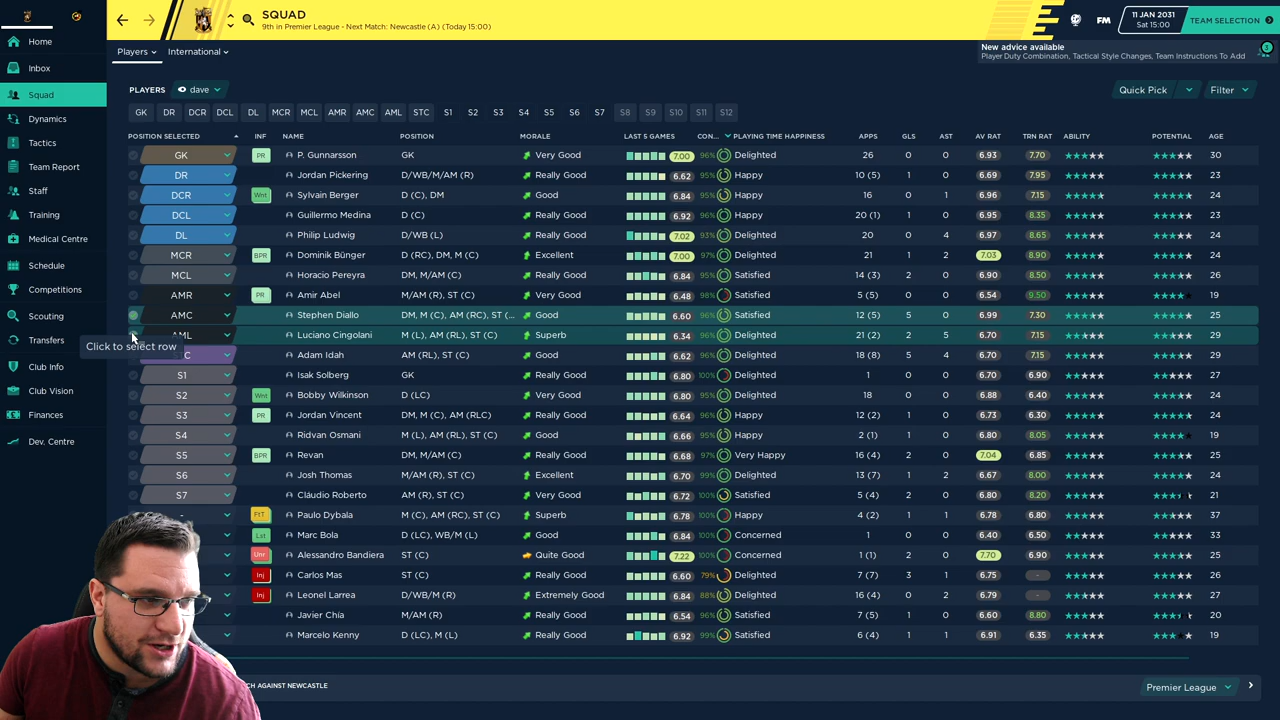 SQUAD
9th in Premier League - Next Match: Newcastle (A) (Today 15:00)
FM
11 JAN 2031
SAT 15:00
TEAM SELECTION
Home
Inbox
Squad
Dynamics
Tactics
Team Report
Staff
Training
Medical Centre
Schedule
Competitions
Scouting
Transfers
Club Info
Club Vision
Finances
Dev. Centre
Players International
New advice available
Player Duty Combination, Tactical Style Changes, Team Instructions To Add
3
PLAYERS dave
Quick Pick Filter
GK DR DCR DCL DL MCR MCL AMR AMC AML STC S1 S2 S3 S4 S5 S6 S7 S8 S9 S10 S11 S12
POSITION SELECTED INF NAME POSITION MORALE LAST 5 GAMES CON... PLAYING TIME HAPPINESS APPS GLS AST AV RAT TRN RAT ABILITY POTENTIAL AGE
GK PR P. Gunnarsson GK Very Good 7.00 96% Delighted 26 0 0 6.93 7.70 30
DR Jordan Pickering D/WB/M/AM (R) Really Good 6.62 96% Happy 10 (5) 1 0 6.69 7.95 23
DCR Wnt Sylvain Berger D (C), DM Good 6.84 95% Happy 16 0 1 6.96 7.15 24
DCL Guillermo Medina D (C) Really Good 6.92 96% Happy 20 (1) 1 0 6.95 8.35 23
DL Philip Ludwig D/WB (L) Really Good 7.02 93% Delighted 20 0 4 6.97 8.65 24
MCR BPR Dominik Bünger D (RC), DM, M (C) Excellent 7.00 97% Delighted 21 1 2 7.03 8.90 24
MCL Horacio Pereyra DM, M/AM (C) Really Good 6.84 95% Satisfied 14 (3) 2 0 6.90 8.50 26
AMR PR Amir Abel M/AM (R), ST (C) Very Good 6.48 98% Satisfied 5 (5) 0 0 6.54 9.50 19
AMC Stephen Diallo DM, M (C), AM (RC), ST (... Good 6.60 96% Satisfied 12 (5) 5 0 6.99 7.30 25
AML Luciano Cingolani M (L), AM (RL), ST (C) Superb 6.34 96% Delighted 21 (2) 2 5 6.70 7.15 29
Click to select row
STC Adam Idah AM (RL), ST (C) Good 6.62 96% Delighted 18 (8) 5 4 6.70 7.15 29
S1 Isak Solberg GK Really Good 6.80 100% Delighted 1 0 0 6.70 6.90 27
S2 Wnt Bobby Wilkinson D (LC) Very Good 6.80 95% Delighted 18 0 0 6.88 6.40 24
S3 PR Jordan Vincent DM, M (C), AM (RLC) Really Good 6.64 96% Happy 12 (2) 1 0 6.73 6.30 24
S4 Ridvan Osmani M (L), AM (RL), ST (C) Good 6.66 95% Happy 2 (1) 1 0 6.80 8.05 19
S5 BPR Revan DM, M/AM (C) Really Good 6.68 97% Very Happy 16 (4) 2 0 7.04 6.85 25
S6 Josh Thomas M/AM (R), ST (C) Excellent 6.70 99% Delighted 13 (7) 1 2 6.67 8.00 24
S7 Cláudio Roberto AM (R), ST (C) Very Good 6.72 100% Satisfied 5 (4) 2 0 6.80 8.20 21
- FtT Paulo Dybala M (C), AM (RC), ST (C) Superb 6.78 100% Happy 4 (2) 1 1 6.78 6.80 37
Lst Marc Bola D (LC), WB/M (L) Good 6.84 100% Concerned 1 0 0 6.40 6.50 33
Unr Alessandro Bandiera ST (C) Quite Good 7.22 100% Concerned 1 (1) 2 0 7.70 6.90 25
Inj Carlos Mas ST (C) Really Good 6.60 79% Delighted 7 (7) 3 1 6.75 - 26
Inj Leonel Larrea D/WB/M (R) Extremely Good 6.84 88% Delighted 16 (4) 0 2 6.79 - 27
Javier Chía M/AM (R) Really Good 6.54 96% Satisfied 7 (5) 1 0 6.60 8.80 20
Marcelo Kenny D (LC), M (L) Really Good 6.92 99% Satisfied 6 (4) 1 1 6.91 6.35 19
CH AGAINST NEWCASTLE
Premier League